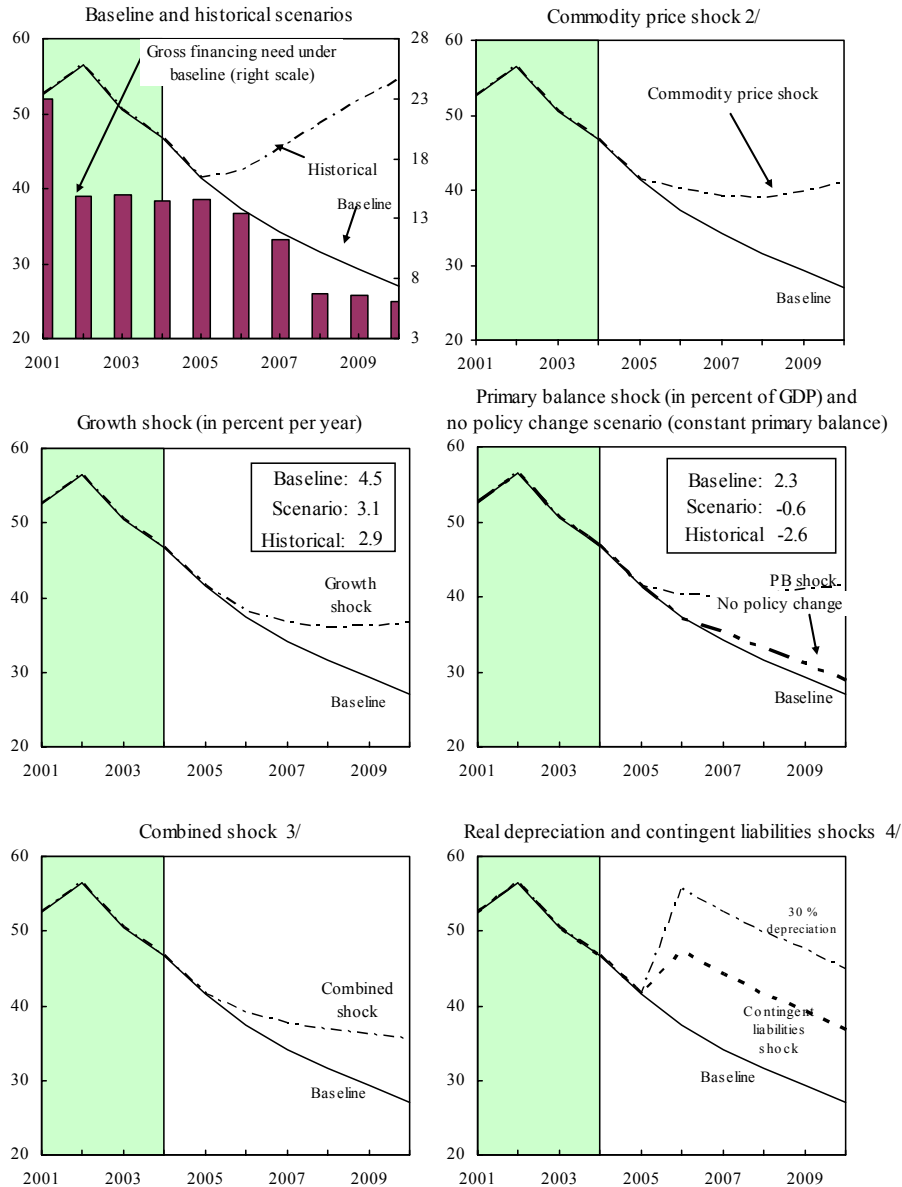 Baseline and historical scenarios
60
50
40
30
20
28
23
18
13
8
3
Gross financing need under
baseline (right scale)
Historical
Baseline
2001 2003 2005 2007 2009
Commodity price shock 2/
60
50
40
30
20
Commodity price shock
Baseline
2001 2003 2005 2007 2009
Growth shock (in percent per year)
60
50
40
30
20
Baseline: 4.5
Scenario: 3.1
Historical: 2.9
Growth
shock
Baseline
2001 2003 2005 2007 2009
Primary balance shock (in percent of GDP) and
no policy change scenario (constant primary balance)
60
50
40
30
20
Baseline: 2.3
Scenario: -0.6
Historical -2.6
PB shock
No policy change
Baseline
2001 2003 2005 2007 2009
Combined shock 3/
60
50
40
30
20
Combined
shock
Baseline
2001 2003 2005 2007 2009
Real depreciation and contingent liabilities shocks 4/
60
50
40
30
20
30 %
depreciation
Contingent
liabilities
shock
Baseline
2001 2003 2005 2007 2009